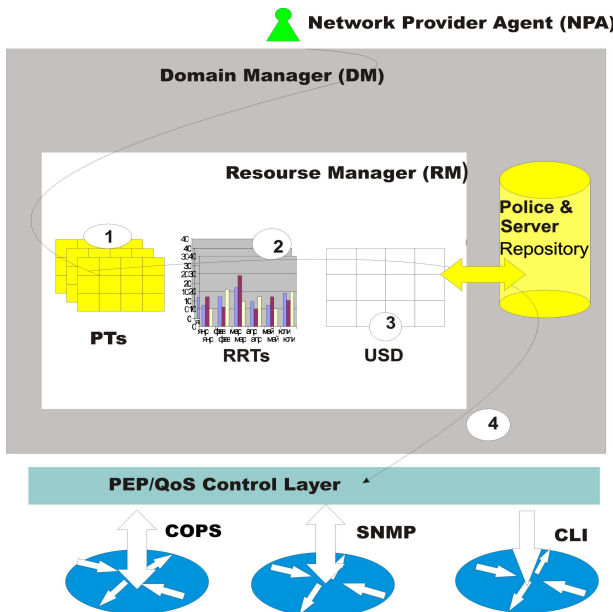 Network Provider Agent (NPA)
Domain Manager (DM)
Resourse Manager (RM)
Police &
Server
Repository
1
2
3
PTs
RRTs
USD
4
PEP/QoS Control Layer
COPS
SNMP
CLI